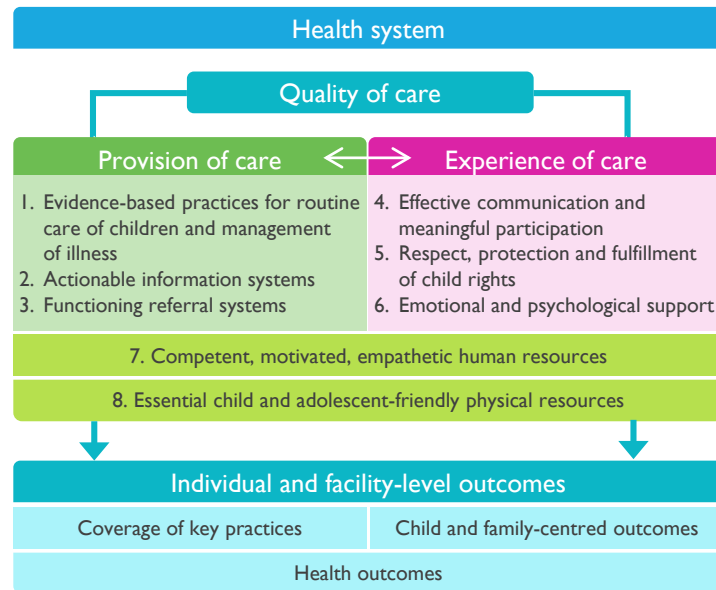 Health system
Quality of care
Provision of care
1. Evidence-based practices for routine
care of children and management
of illness
2. Actionable information systems
3. Functioning referral systems
Experience of care
4. Effective communication and
meaningful participation
5. Respect, protection and fulfillment
of child rights
6. Emotional and psychological support
7. Competent, motivated, empathetic human resources
8. Essential child and adolescent-friendly physical resources
Individual and facility-level outcomes
Coverage of key practices
Child and family-centred outcomes
Health outcomes